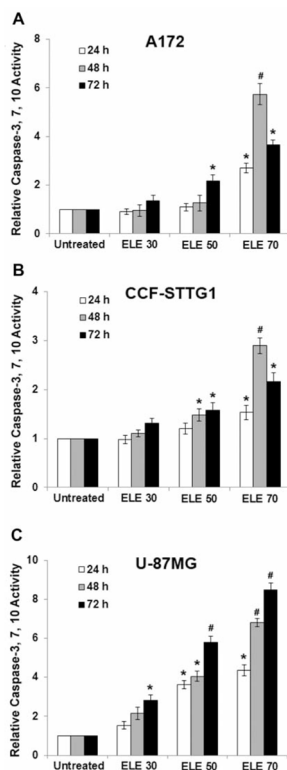 A
A172
Relative Caspase-3, 7, 10 Activity
8
6
4
2
0
24 h
48 h
72 h
*
*
#
*
Untreated
ELE 30
ELE 50
ELE 70
B
CCF-STTG1
Relative Caspase-3, 7, 10 Activity
4
3
2
1
0
24 h
48 h
72 h
*
*
*
#
*
Untreated
ELE 30
ELE 50
ELE 70
C
U-87MG
Relative Caspase-3, 7, 10 Activity
10
8
6
4
2
0
24 h
48 h
72 h
*
*
*
#
*
#
#
Untreated
ELE 30
ELE 50
ELE 70